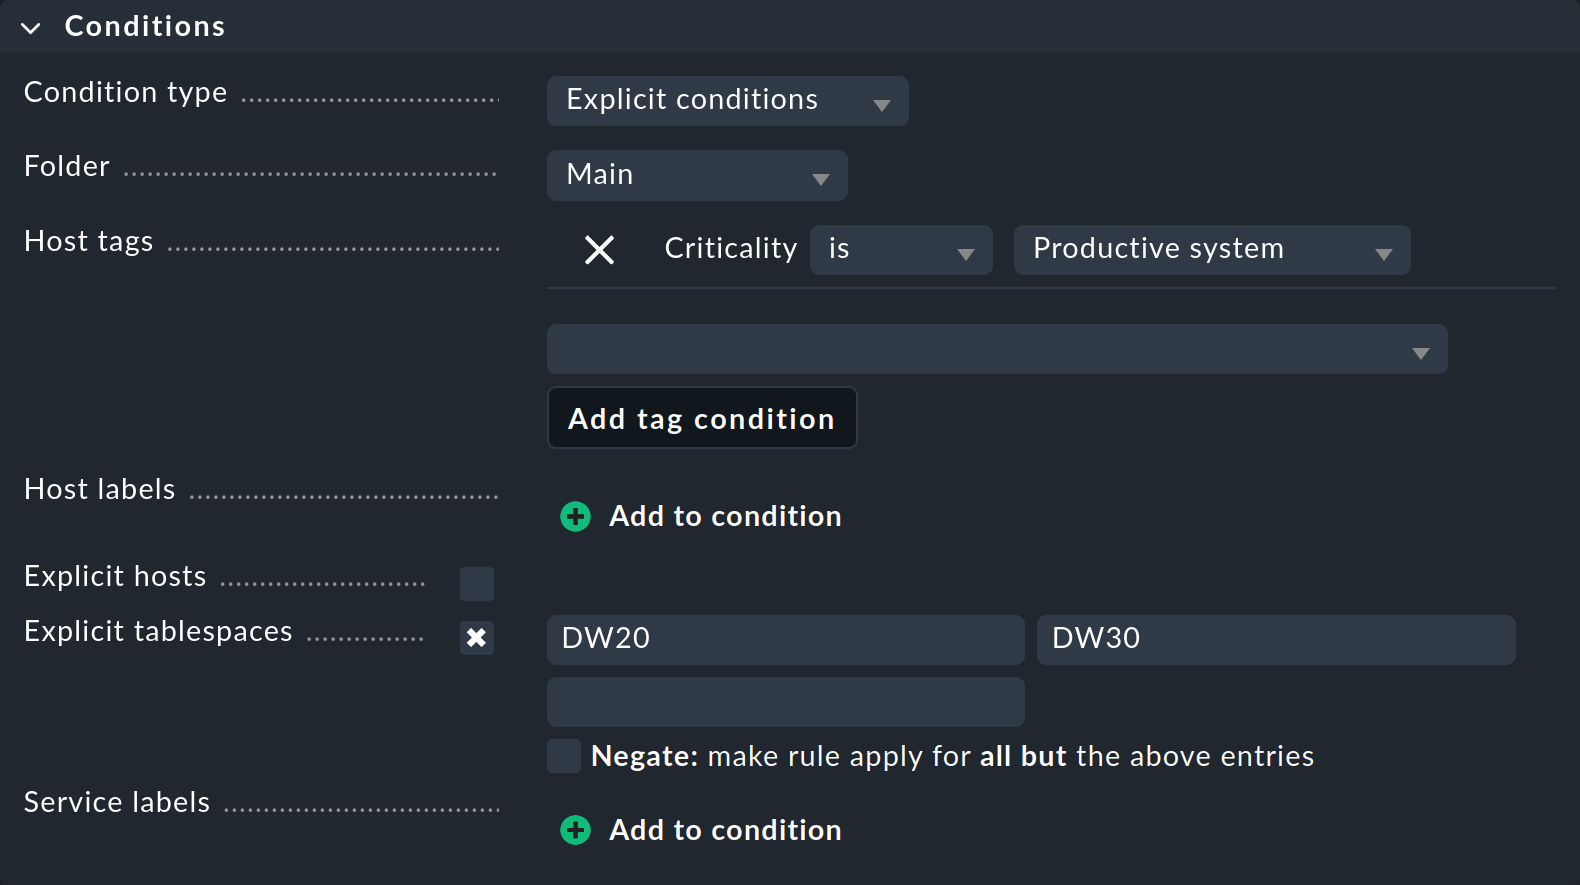 Conditions
Condition type
Explicit conditions
Folder
Main
Host tags
Criticality is Productive system
Add tag condition
Host labels
Add to condition
Explicit hosts
Explicit tablespaces
DW20 DW30
Negate: make rule apply for all but the above entries
Service labels
Add to condition